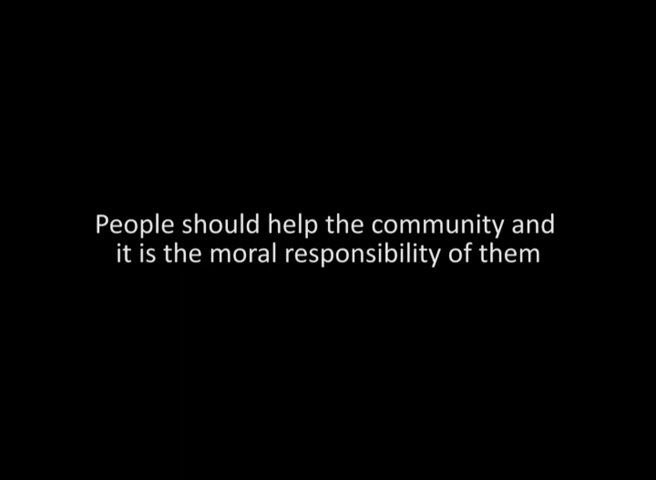 People should help the community and
it is the moral responsibility of them